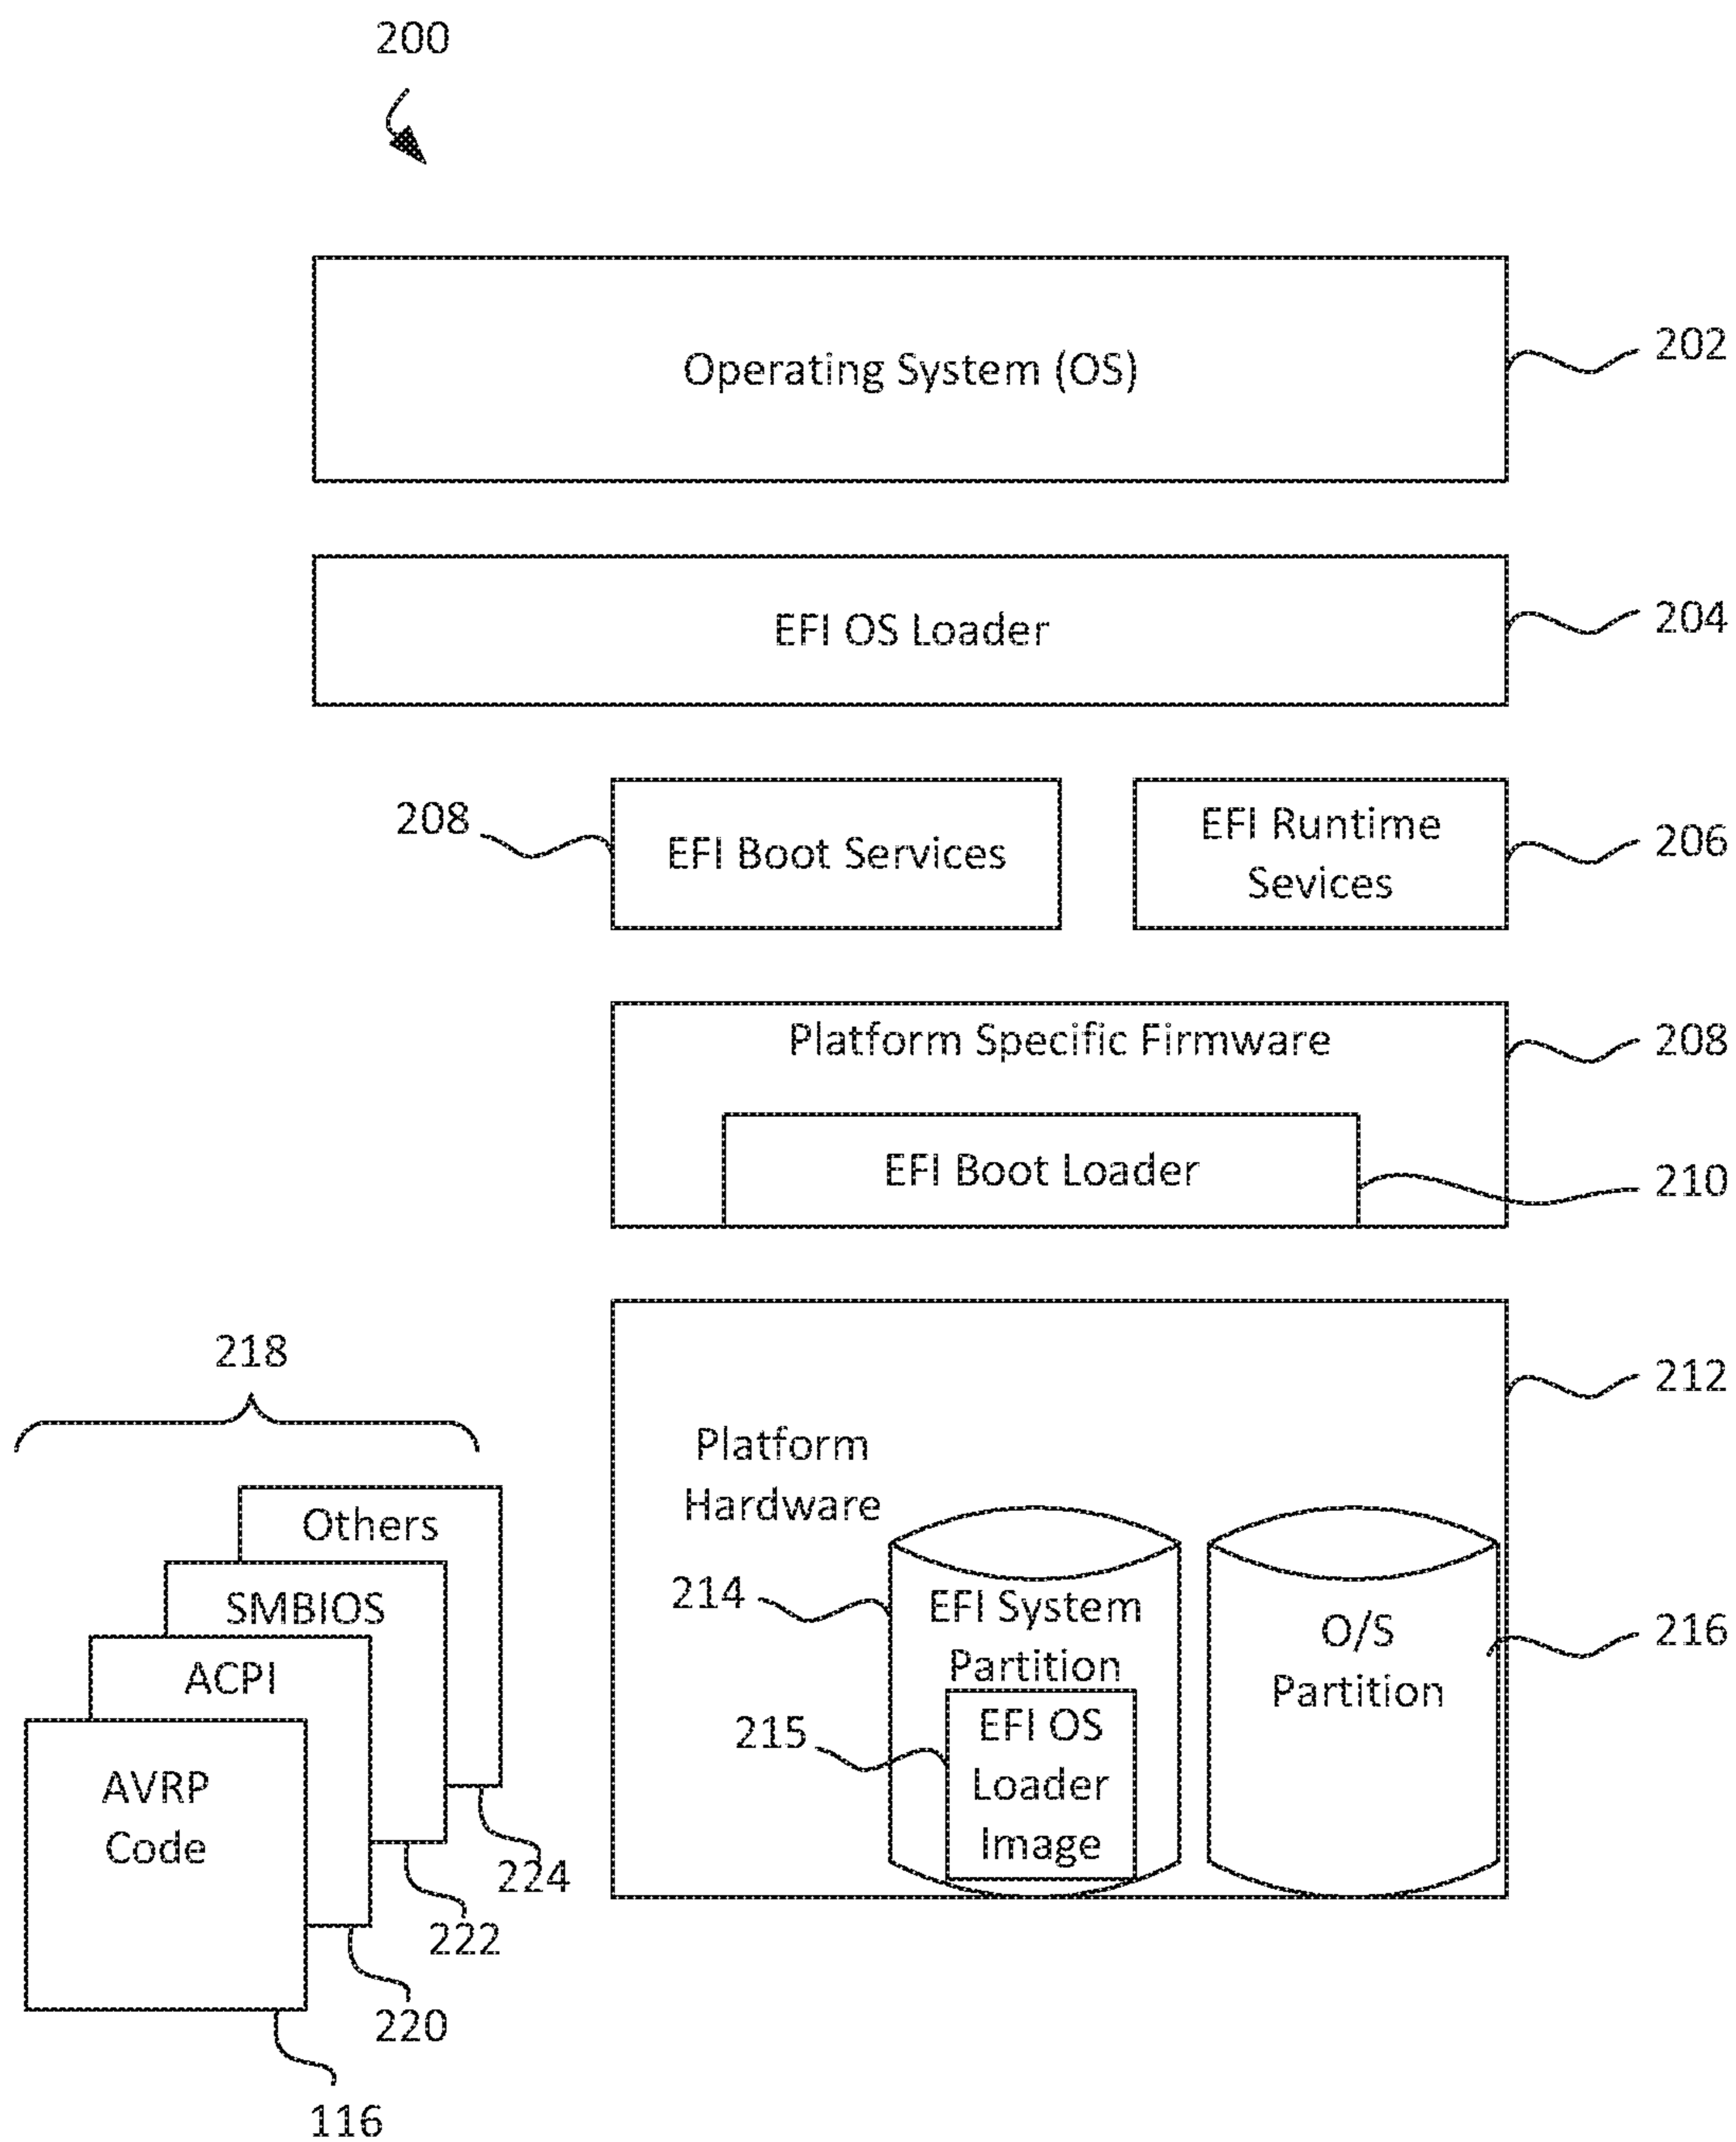 200
Operating System (OS)
202
EFI OS Loader
204
208
EFI Boot Services
EFI Runtime
Sevices
206
Platform Specific Firmware
208
EFI Boot Loader
210
212
Platform
Hardware
214
EFI System
Partition
215
EFI OS
Loader
Image
O/S
Partition
216
218
Others
SMBIOS
ACPI
AVRP
Code
224
222
220
116